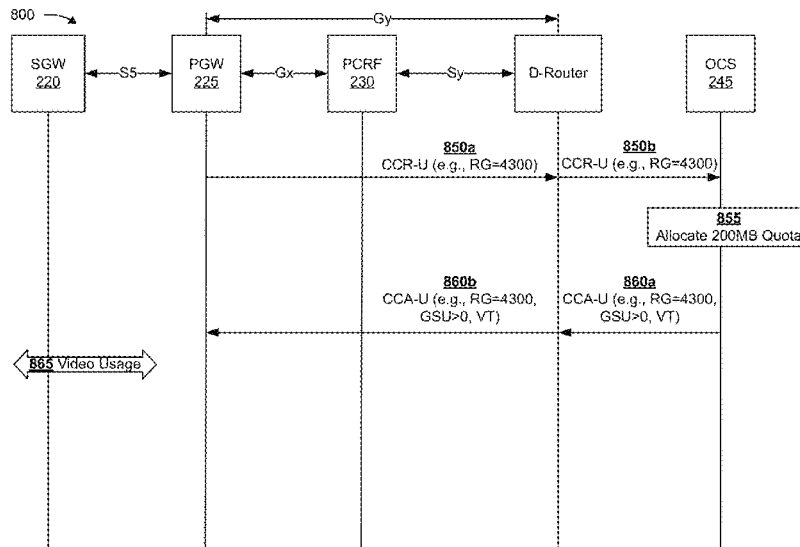 800
Gy
SGW
220
S5
PGW
225
Gx
PCRF
230
Sy
D-Router
OCS
245
850a
CCR-U (e.g., RG=4300)
850b
CCR-U (e.g., RG=4300)
855
Allocate 200MB Quota
860b
CCA-U (e.g., RG=4300,
GSU>0, VT)
860a
CCA-U (e.g., RG=4300,
GSU>0, VT)
865 Video Usage